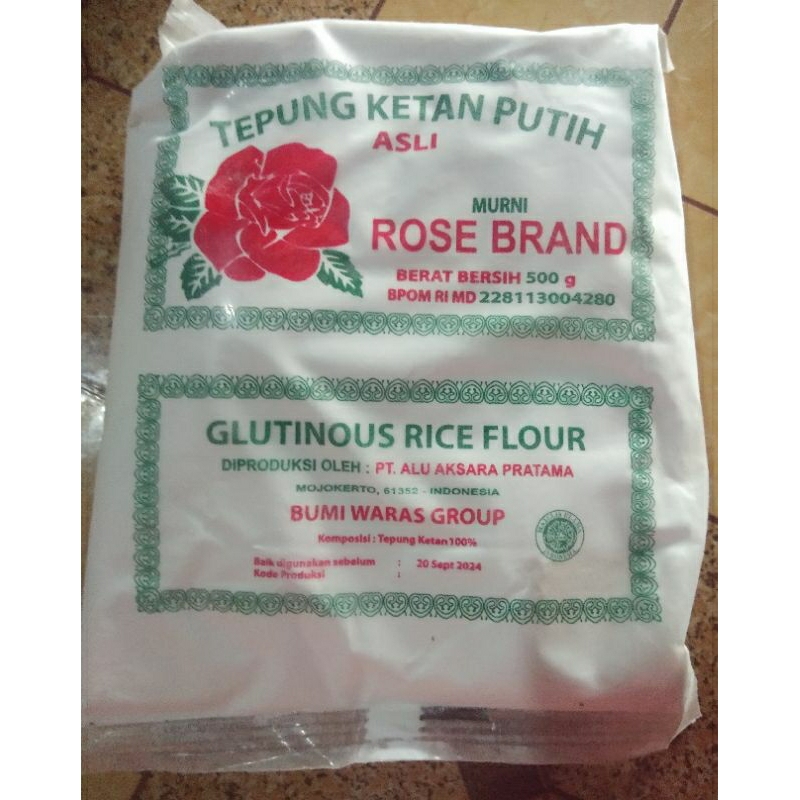 TEPUNG KETAN PUTIH
ASLI
MURNI
ROSE BRAND
BERAT BERSIH 500 g
BPOM RI MD 228113004280
GLUTINOUS RICE FLOUR
DIPRODUKSI OLEH : PT. ALU AKSARA PRATAMA
MOJOKERTO, 61352 - INDONESIA
BUMI WARAS GROUP
Komposisi : Tepung Ketan 100%
Baik digunakan sebelum : 20 Sept 2024
Kode Produksi :